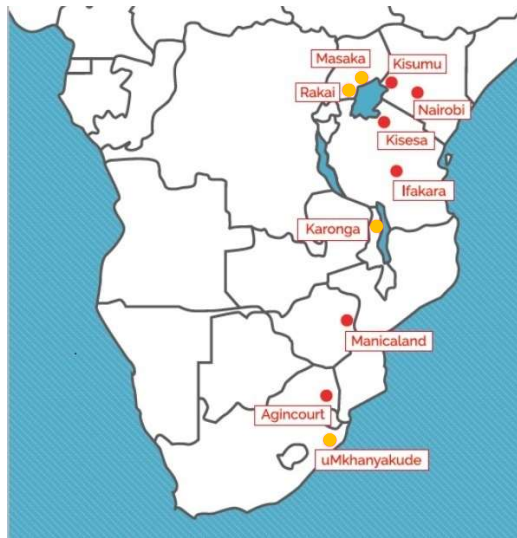 Masaka
Kisumu
Rakai
Nairobi
Kisesa
Ifakara
Karonga
Manicaland
Agincourt
uMkhanyakude